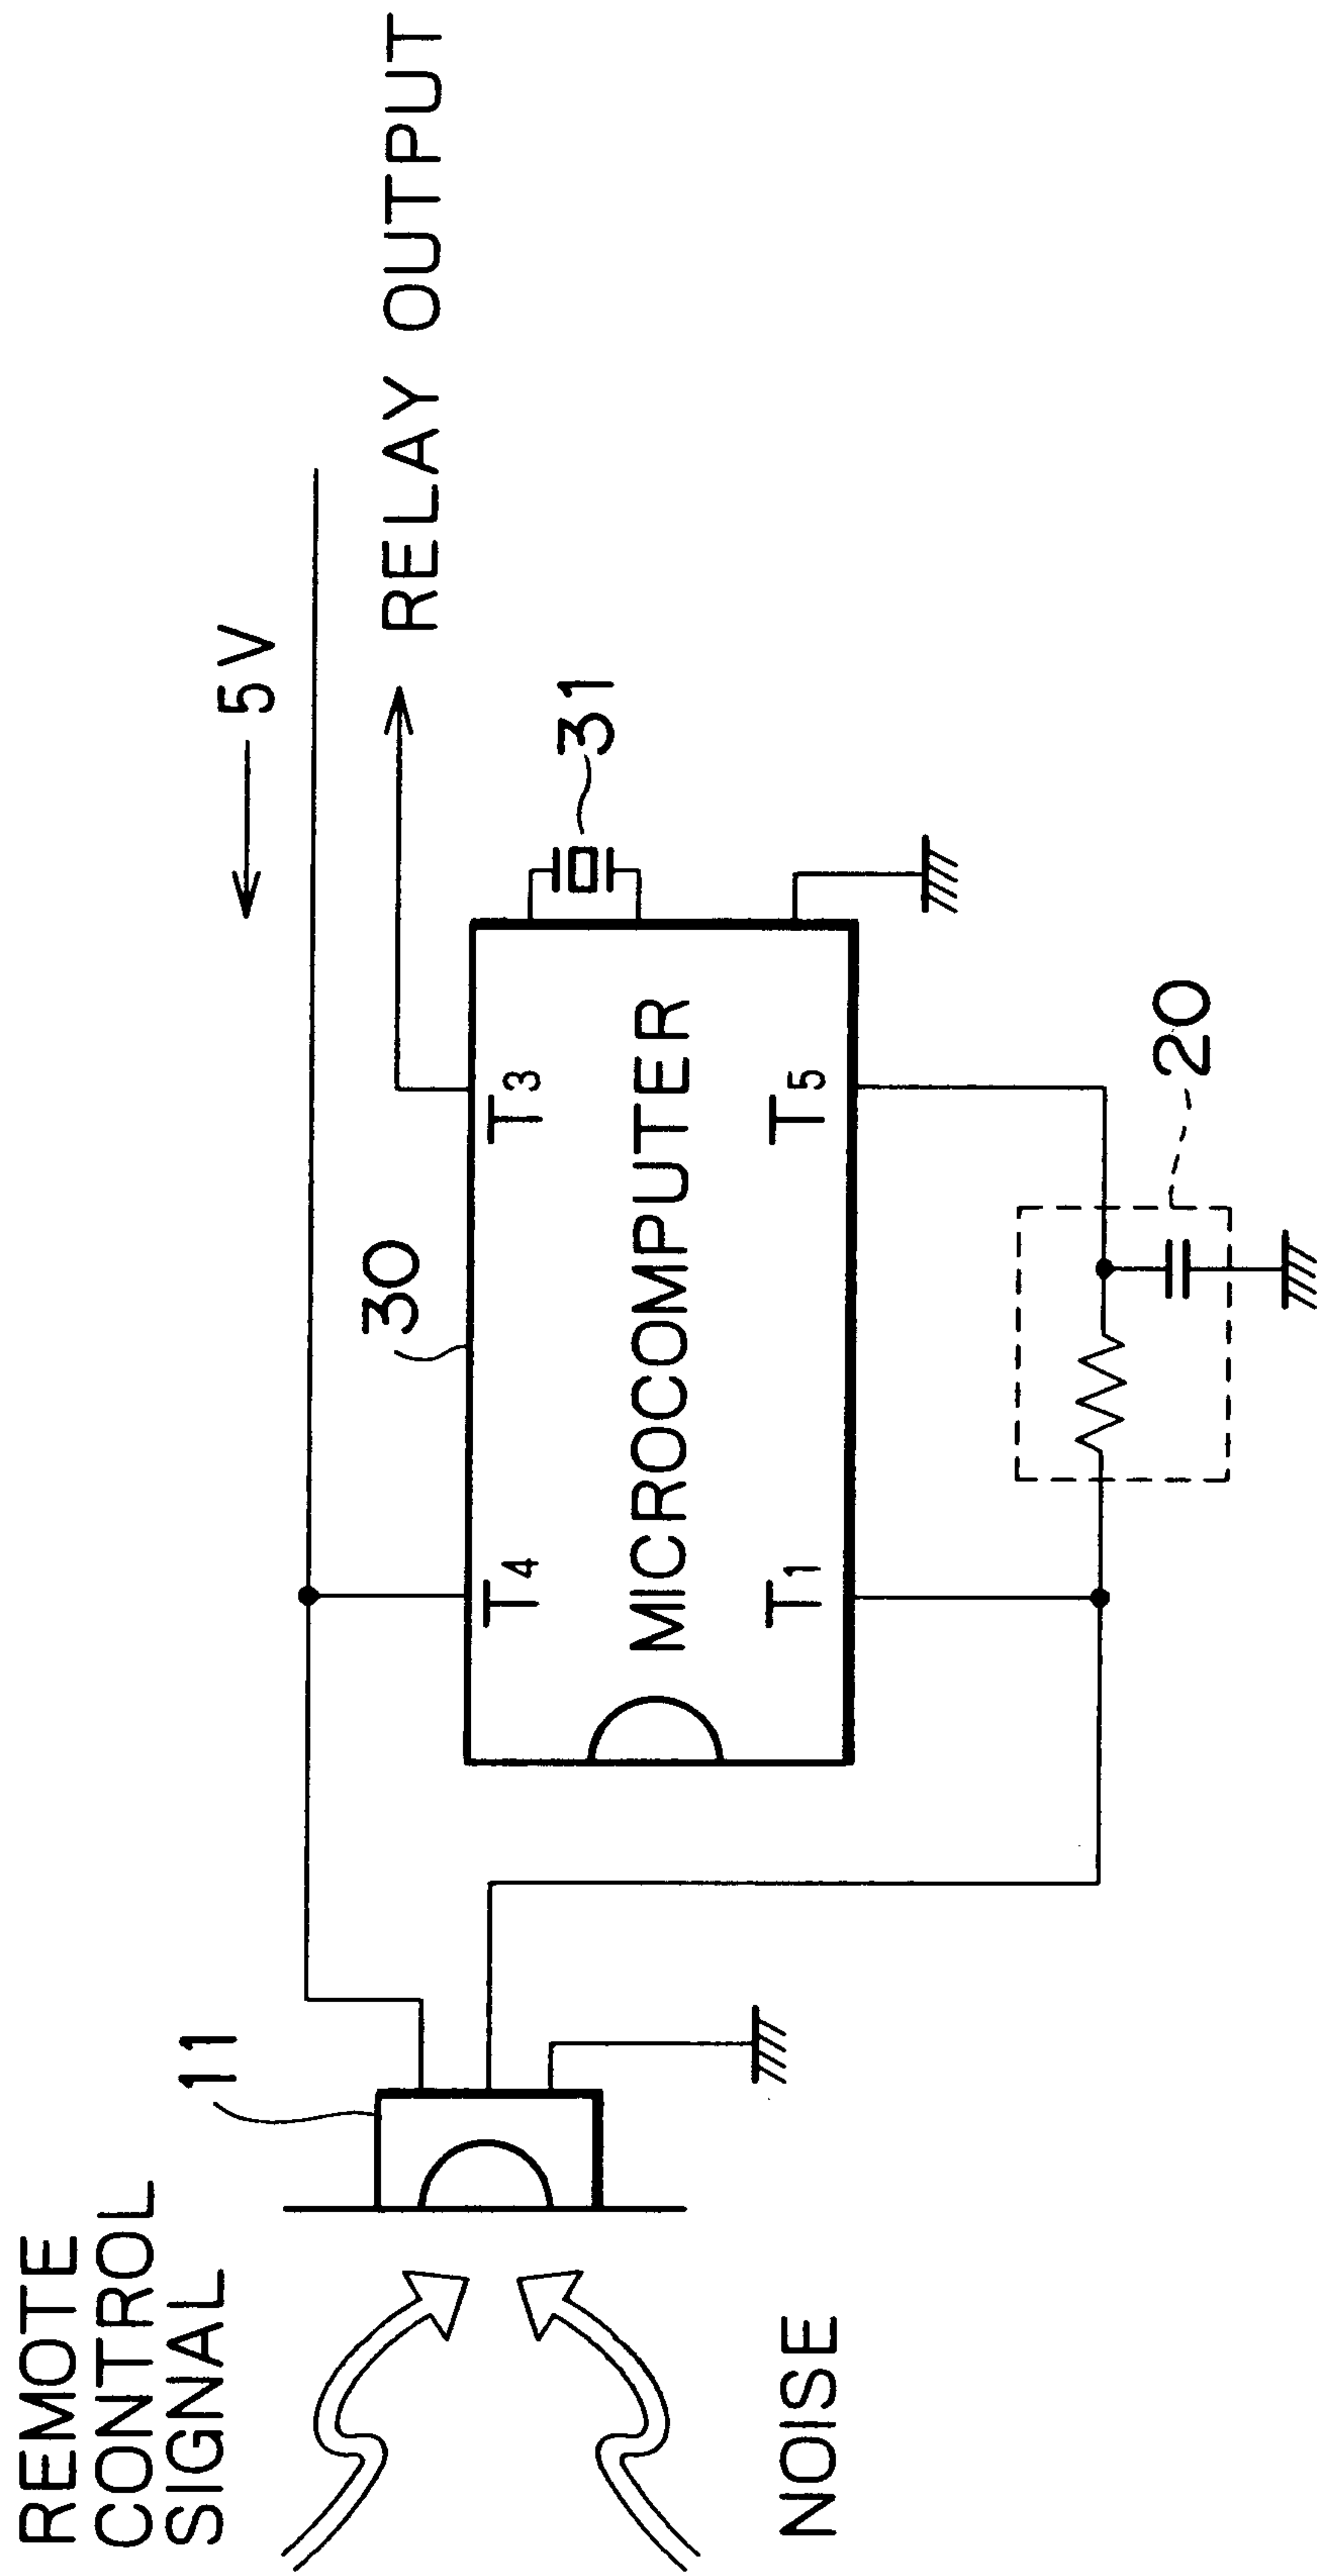 REMOTE
CONTROL
SIGNAL
11
NOISE
5V
RELAY OUTPUT
30
T4
T3
MICROCOMPUTER
T1
T5
31
20